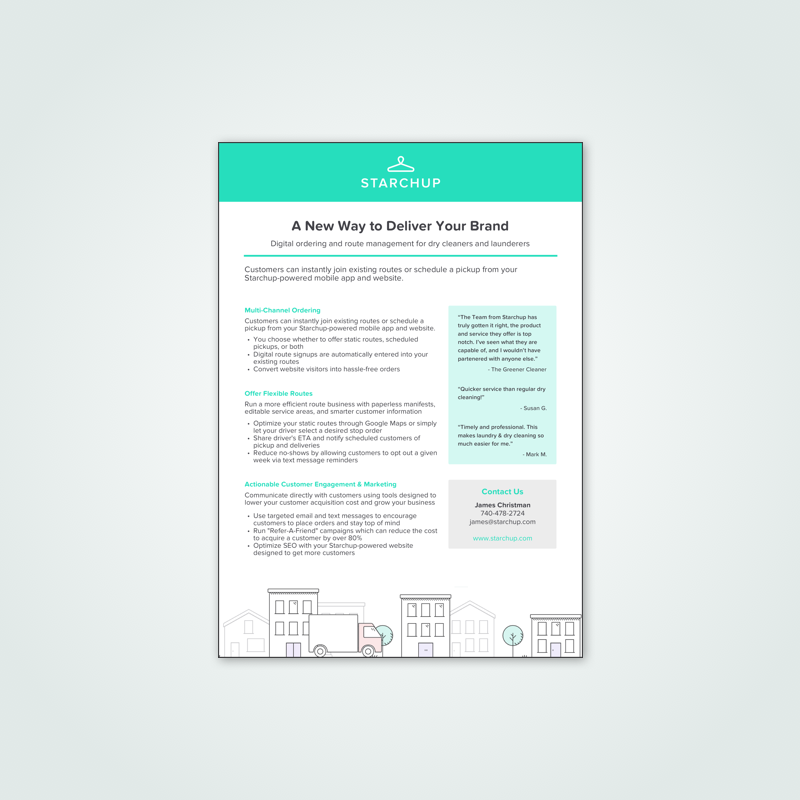 STARCHUP
A New Way to Deliver Your Brand
Digital ordering and route management for dry cleaners and launderers
Customers can instantly join existing routes or schedule a pickup from your
Starchup-powered mobile app and website.
Multi-Channel Ordering
Customers can instantly join existing routes or schedule a
pickup from your Starchup-powered mobile app and website.
• You choose whether to offer static routes, scheduled
pickups, or both
• Digital route signups are automatically entered into your
existing routes
• Convert website visitors into hassle-free orders
Offer Flexible Routes
Run a more efficient route business with paperless manifests,
editable service areas, and smarter customer information
• Optimize your static routes through Google Maps or simply
let your driver select a desired stop order
• Share driver's ETA and notify scheduled customers of
pickup and deliveries
• Reduce no-shows by allowing customers to opt out a given
week via text message reminders
Actionable Customer Engagement & Marketing
Communicate directly with customers using tools designed to
lower your customer acquisition cost and grow your business
• Use targeted email and text messages to encourage
customers to place orders and stay top of mind
• Run "Refer-A-Friend" campaigns which can reduce the cost
to acquire a customer by over 80%
• Optimize SEO with your Starchup-powered website
designed to get more customers
"The Team from Starchup has
truly gotten it right, the product
and service they offer is top
notch. I've seen what they are
capable of, and I wouldn't have
partenered with anyone else."
- The Greener Cleaner
"Quicker service than regular dry
cleaning!"
- Susan G.
"Timely and professional. This
makes laundry & dry cleaning so
much easier for me."
- Mark M.
Contact Us
James Christman
740-478-2724
james@starchup.com
www.starchup.com